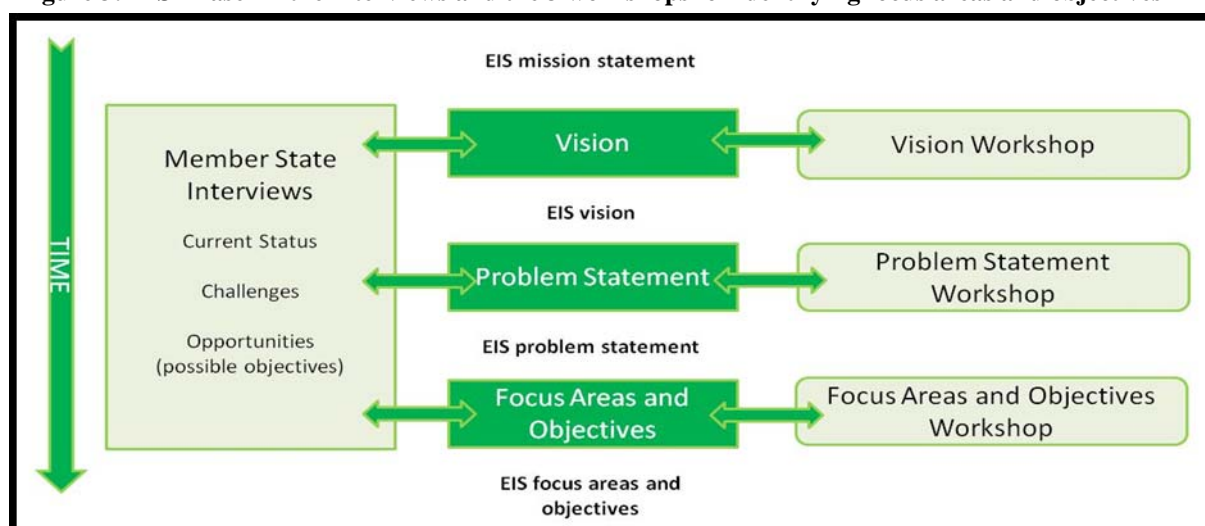 EIS mission statement
TIME
Member State
Interviews
Current Status
Challenges
Opportunities
(possible objectives)
Vision
Vision Workshop
EIS vision
Problem Statement
Problem Statement
Workshop
EIS problem statement
Focus Areas and
Objectives
Focus Areas and Objectives
Workshop
EIS focus areas and
objectives